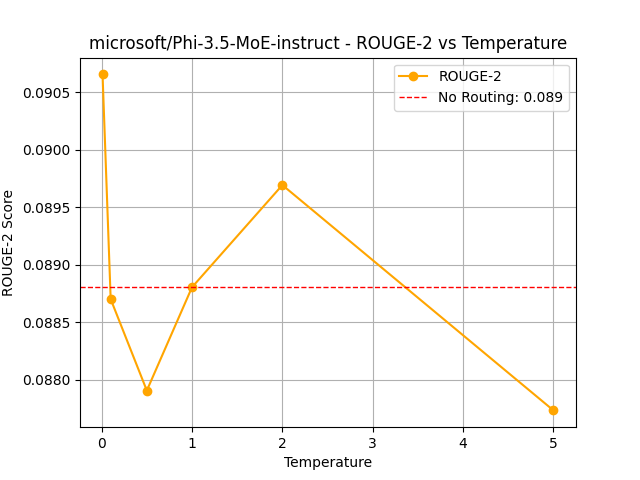 microsoft/Phi-3.5-MoE-instruct - ROUGE-2 vs Temperature
ROUGE-2
No Routing: 0.089
0.0905
0.0900
0.0895
0.0890
0.0885
0.0880
ROUGE-2 Score
0 1 2 3 4 5
Temperature